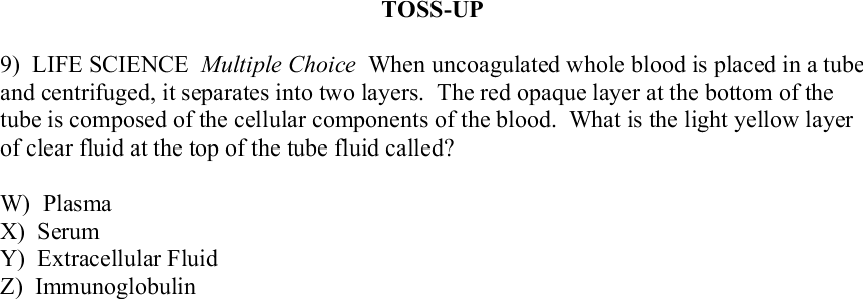 TOSS-UP
9) LIFE SCIENCE Multiple Choice When uncoagulated whole blood is placed in a tube
and centrifuged, it separates into two layers. The red opaque layer at the bottom of the
tube is composed of the cellular components of the blood. What is the light yellow layer
of clear fluid at the top of the tube fluid called?
W) Plasma
X) Serum
Y) Extracellular Fluid
Z) Immunoglobulin